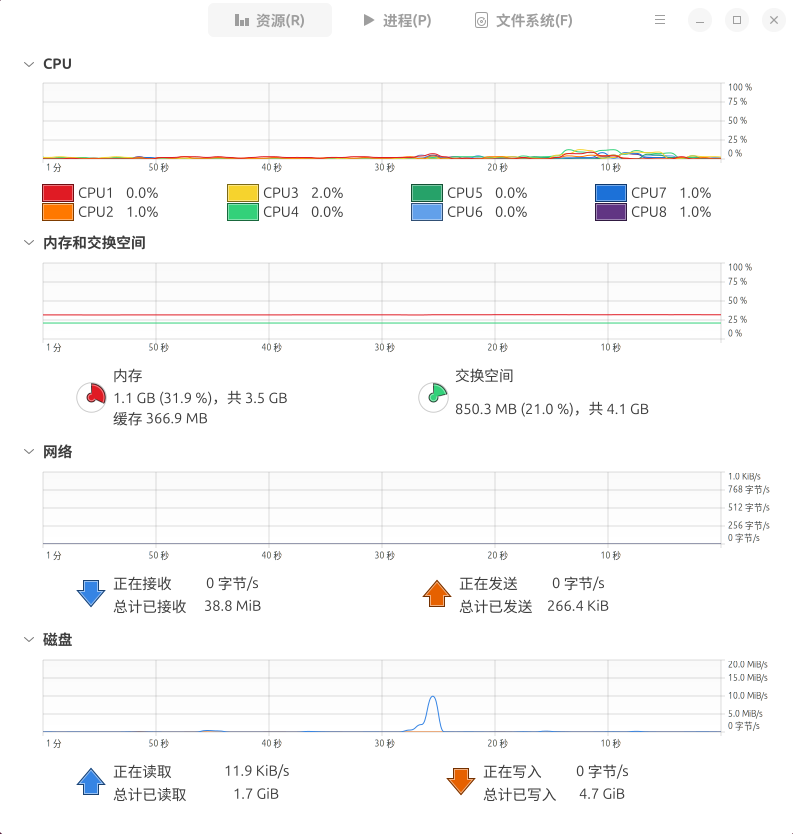 资源(R) 进程(P) 文件系统(F)
CPU
100 %
75 %
50 %
25 %
0 %
1 分 50 秒 40 秒 30 秒 20 秒 10 秒
CPU1 0.0% CPU3 2.0% CPU5 0.0% CPU7 1.0%
CPU2 1.0% CPU4 0.0% CPU6 0.0% CPU8 1.0%
内存和交换空间
100 %
75 %
50 %
25 %
0 %
1 分 50 秒 40 秒 30 秒 20 秒 10 秒
内存
1.1 GB (31.9 %)，共 3.5 GB
缓存 366.9 MB
交换空间
850.3 MB (21.0 %)，共 4.1 GB
网络
1.0 KiB/s
768 字节/s
512 字节/s
256 字节/s
0 字节/s
1 分 50 秒 40 秒 30 秒 20 秒 10 秒
正在接收 0 字节/s
总计已接收 38.8 MiB
正在发送 0 字节/s
总计已发送 266.4 KiB
磁盘
20.0 MiB/s
15.0 MiB/s
10.0 MiB/s
5.0 MiB/s
0 字节/s
1 分 50 秒 40 秒 30 秒 20 秒 10 秒
正在读取 11.9 KiB/s
总计已读取 1.7 GiB
正在写入 0 字节/s
总计已写入 4.7 GiB